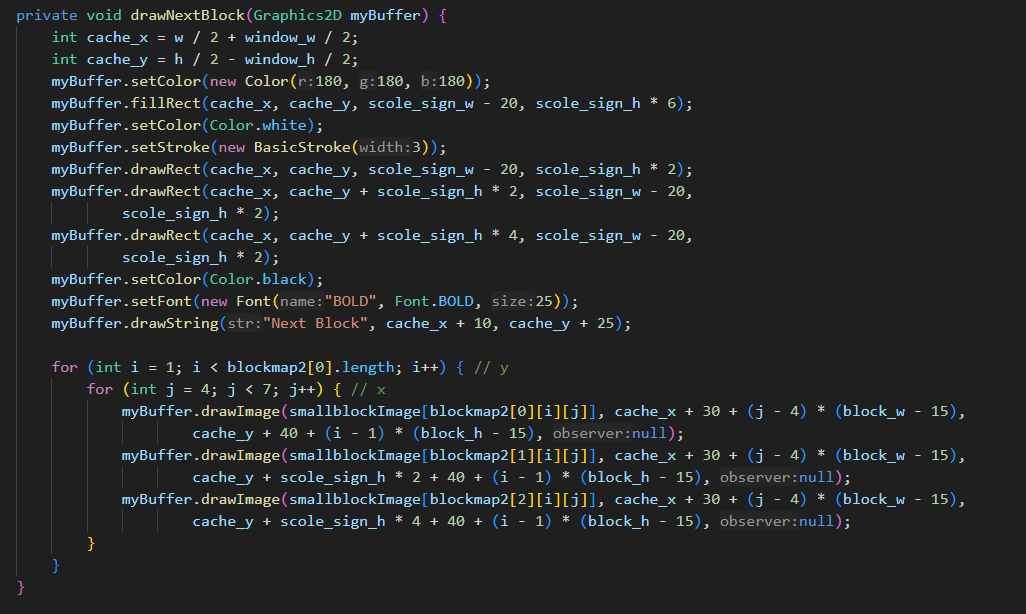 private void drawNextBlock(Graphics2D myBuffer) {
    int cache_x = w / 2 + window_w / 2;
    int cache_y = h / 2 - window_h / 2;
    myBuffer.setColor(new Color(r:180, g:180, b:180));
    myBuffer.fillRect(cache_x, cache_y, scole_sign_w - 20, scole_sign_h * 6);
    myBuffer.setColor(Color.white);
    myBuffer.setStroke(new BasicStroke(width:3));
    myBuffer.drawRect(cache_x, cache_y, scole_sign_w - 20, scole_sign_h * 2);
    myBuffer.drawRect(cache_x, cache_y + scole_sign_h * 2, scole_sign_w - 20,
            scole_sign_h * 2);
    myBuffer.drawRect(cache_x, cache_y + scole_sign_h * 4, scole_sign_w - 20,
            scole_sign_h * 2);
    myBuffer.setColor(Color.black);
    myBuffer.setFont(new Font(name:"BOLD", Font.BOLD, size:25));
    myBuffer.drawString(str:"Next Block", cache_x + 10, cache_y + 25);

    for (int i = 1; i < blockmap2[0].length; i++) { // y
        for (int j = 4; j < 7; j++) { // x
            myBuffer.drawImage(smallblockImage[blockmap2[0][i][j]], cache_x + 30 + (j - 4) * (block_w - 15),
                    cache_y + 40 + (i - 1) * (block_h - 15), observer:null);
            myBuffer.drawImage(smallblockImage[blockmap2[1][i][j]], cache_x + 30 + (j - 4) * (block_w - 15),
                    cache_y + scole_sign_h * 2 + 40 + (i - 1) * (block_h - 15), observer:null);
            myBuffer.drawImage(smallblockImage[blockmap2[2][i][j]], cache_x + 30 + (j - 4) * (block_w - 15),
                    cache_y + scole_sign_h * 4 + 40 + (i - 1) * (block_h - 15), observer:null);
        }
    }
}